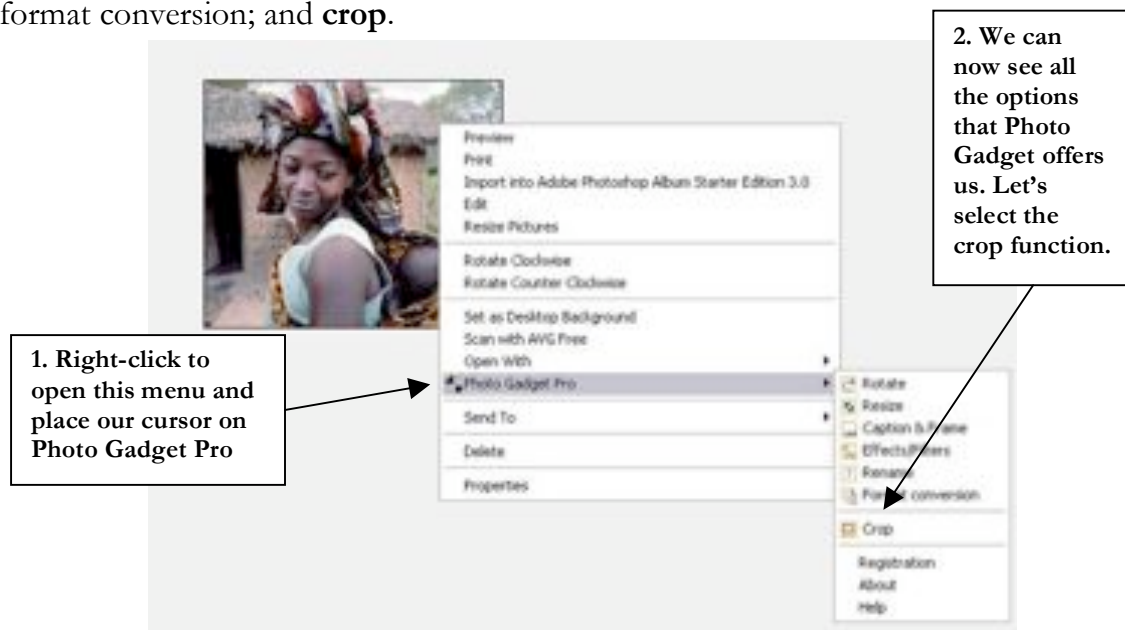 format conversion; and crop.
2. We can
now see all
the options
that Photo
Gadget offers
us. Let's
select the
crop function.
Preview
Print
Import into Adobe Photoshop Album Starter Edition 3.0
Edit
Resize Pictures
Rotate Clockwise
Rotate Counter Clockwise
Set as Desktop Background
Scan with AVG Free
Open With
1. Right-click to
open this menu and
place our cursor on
Photo Gadget Pro
Photo Gadget Pro
Send To
Delete
Properties
Rotate
Resize
Caption & Frame
Effects/Filters
Rename
Format conversion
Crop
Registration
About
Help